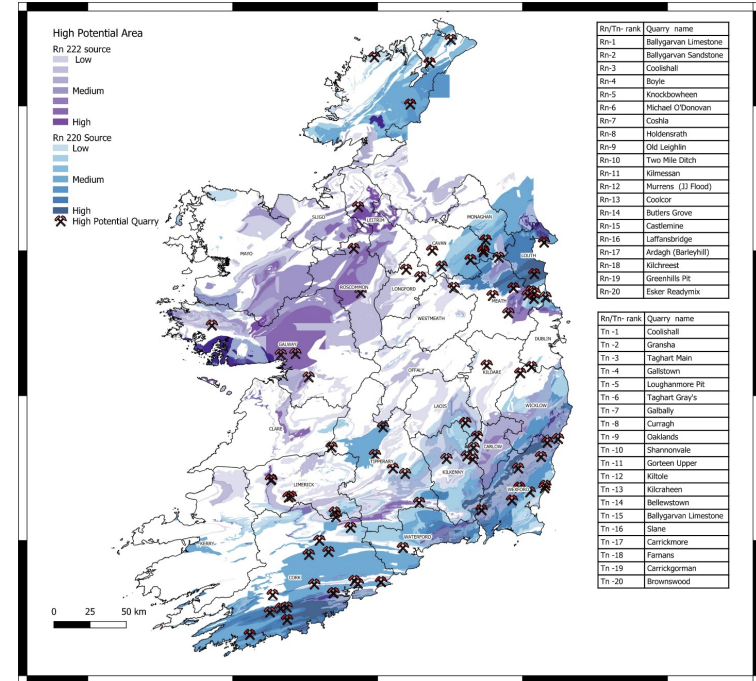 High Potential Area
Rn 222 source
Low
Medium
High
Rn 220 Source
Low
Medium
High
High Potential Quarry
SLIGO
LEITRIM
MAYO
ROSCOMMON
CAVAN
MONAGHAN
LOUTH
LONGFORD
MEATH
WESTMEATH
DUBLIN
GALWAY
OFFALY
KILDARE
LAOIS
WICKLOW
CLARE
CARLOW
TIPPERARY
KILKENNY
LIMERICK
WEXFORD
WATERFORD
KERRY
CORK
0 25 50 km
Rn/Tn- rank Quarry name
Rn-1 Ballygarvan Limestone
Rn-2 Ballygarvan Sandstone
Rn-3 Coolishall
Rn-4 Boyle
Rn-5 Knockbowheen
Rn-6 Michael O'Donovan
Rn-7 Coshla
Rn-8 Holdensrath
Rn-9 Old Leighlin
Rn-10 Two Mile Ditch
Rn-11 Kilmessan
Rn-12 Murrens (JJ Flood)
Rn-13 Coolcor
Rn-14 Butlers Grove
Rn-15 Castlemine
Rn-16 Laffansbridge
Rn-17 Ardagh (Barleyhill)
Rn-18 Kilchreest
Rn-19 Greenhills Pit
Rn-20 Esker Readymix
Rn/Tn- rank Quarry name
Tn -1 Coolishall
Tn -2 Gransha
Tn -3 Taghart Main
Tn -4 Gallstown
Tn -5 Loughanmore Pit
Tn -6 Taghart Gray's
Tn -7 Galbally
Tn -8 Curragh
Tn -9 Oaklands
Tn -10 Shannonvale
Tn -11 Gorteen Upper
Tn -12 Kiltole
Tn -13 Kilcraheen
Tn -14 Bellewstown
Tn -15 Ballygarvan Limestone
Tn -16 Slane
Tn -17 Carrickmore
Tn -18 Farnans
Tn -19 Carrickgorman
Tn -20 Brownswood